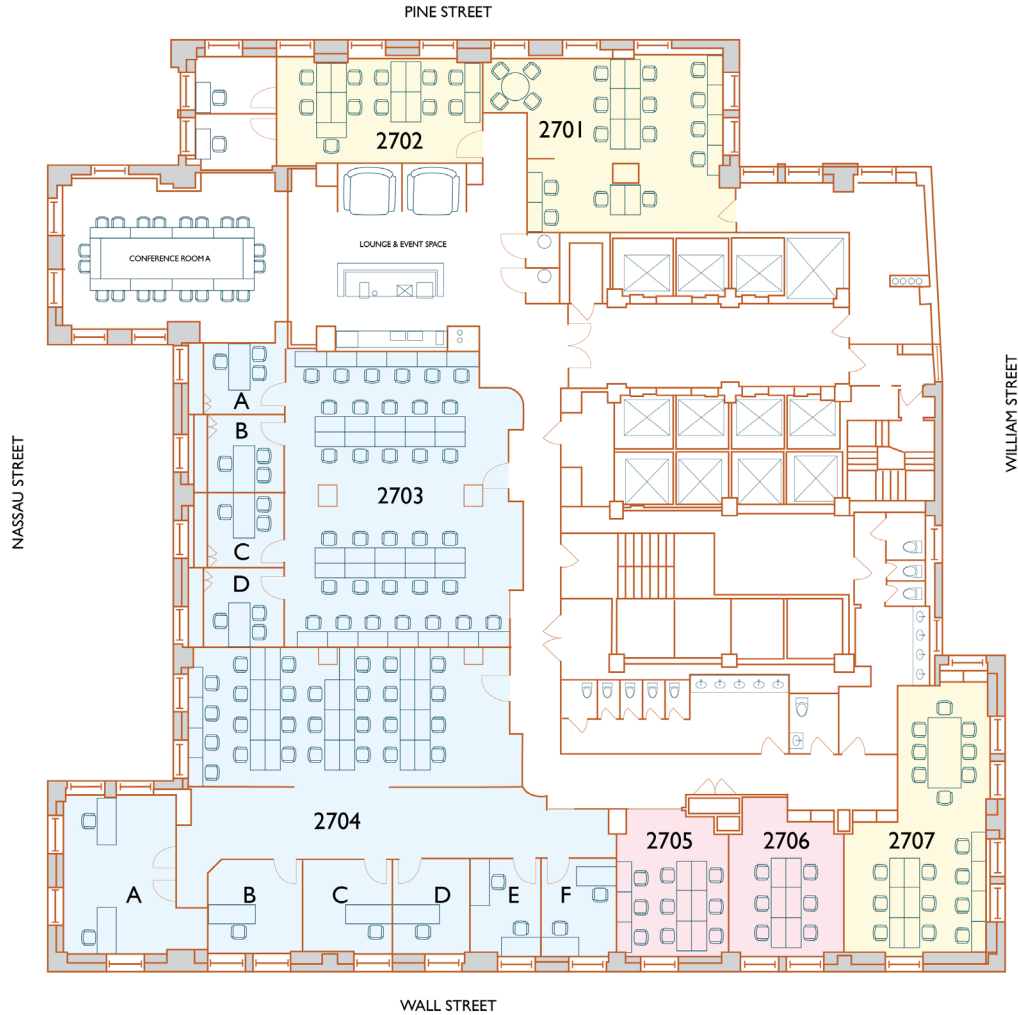 PINE STREET
2702
2701
LOUNGE & EVENT SPACE
CONFERENCE ROOM A
A
B
2703
C
D
NASSAU STREET
WILLIAM STREET
2704
2705
2706
2707
A
B
C
D
E
F
WALL STREET